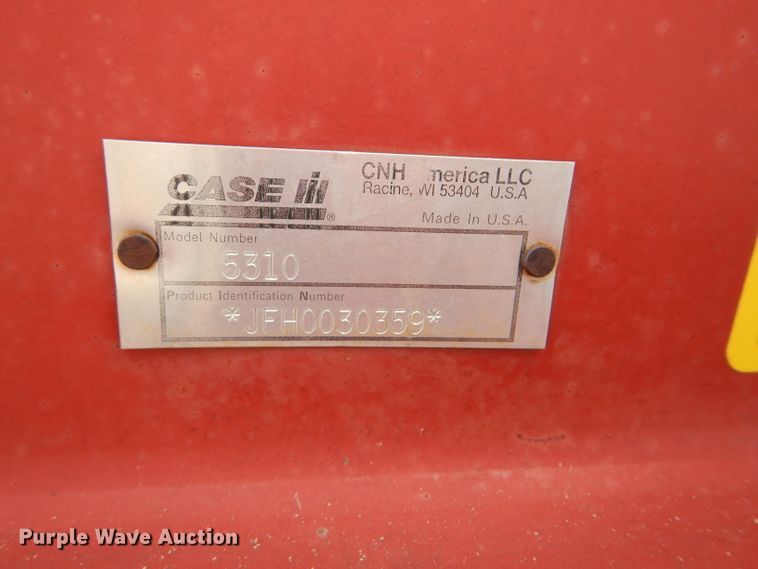 CASE IH
®
CNH merica LLC
Racine, WI 53404 U.S.A
Made In U.S.A.
Model Number
5310
Product Identification Number
*JFH0030359*
Purple Wave Auction®